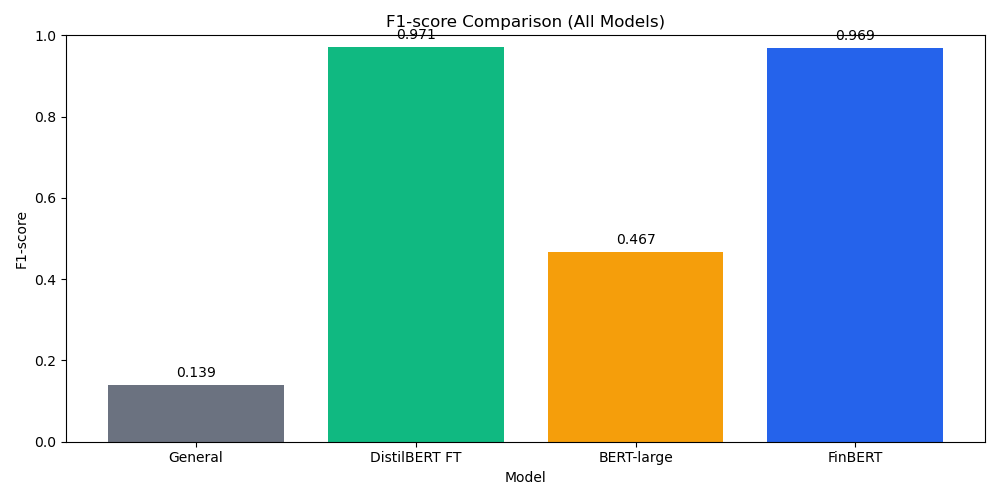 F1-score Comparison (All Models)
1.0
0.8
0.6
0.4
0.2
0.0
F1-score
0.139
0.971
0.467
0.969
General DistilBERT FT BERT-large FinBERT
Model